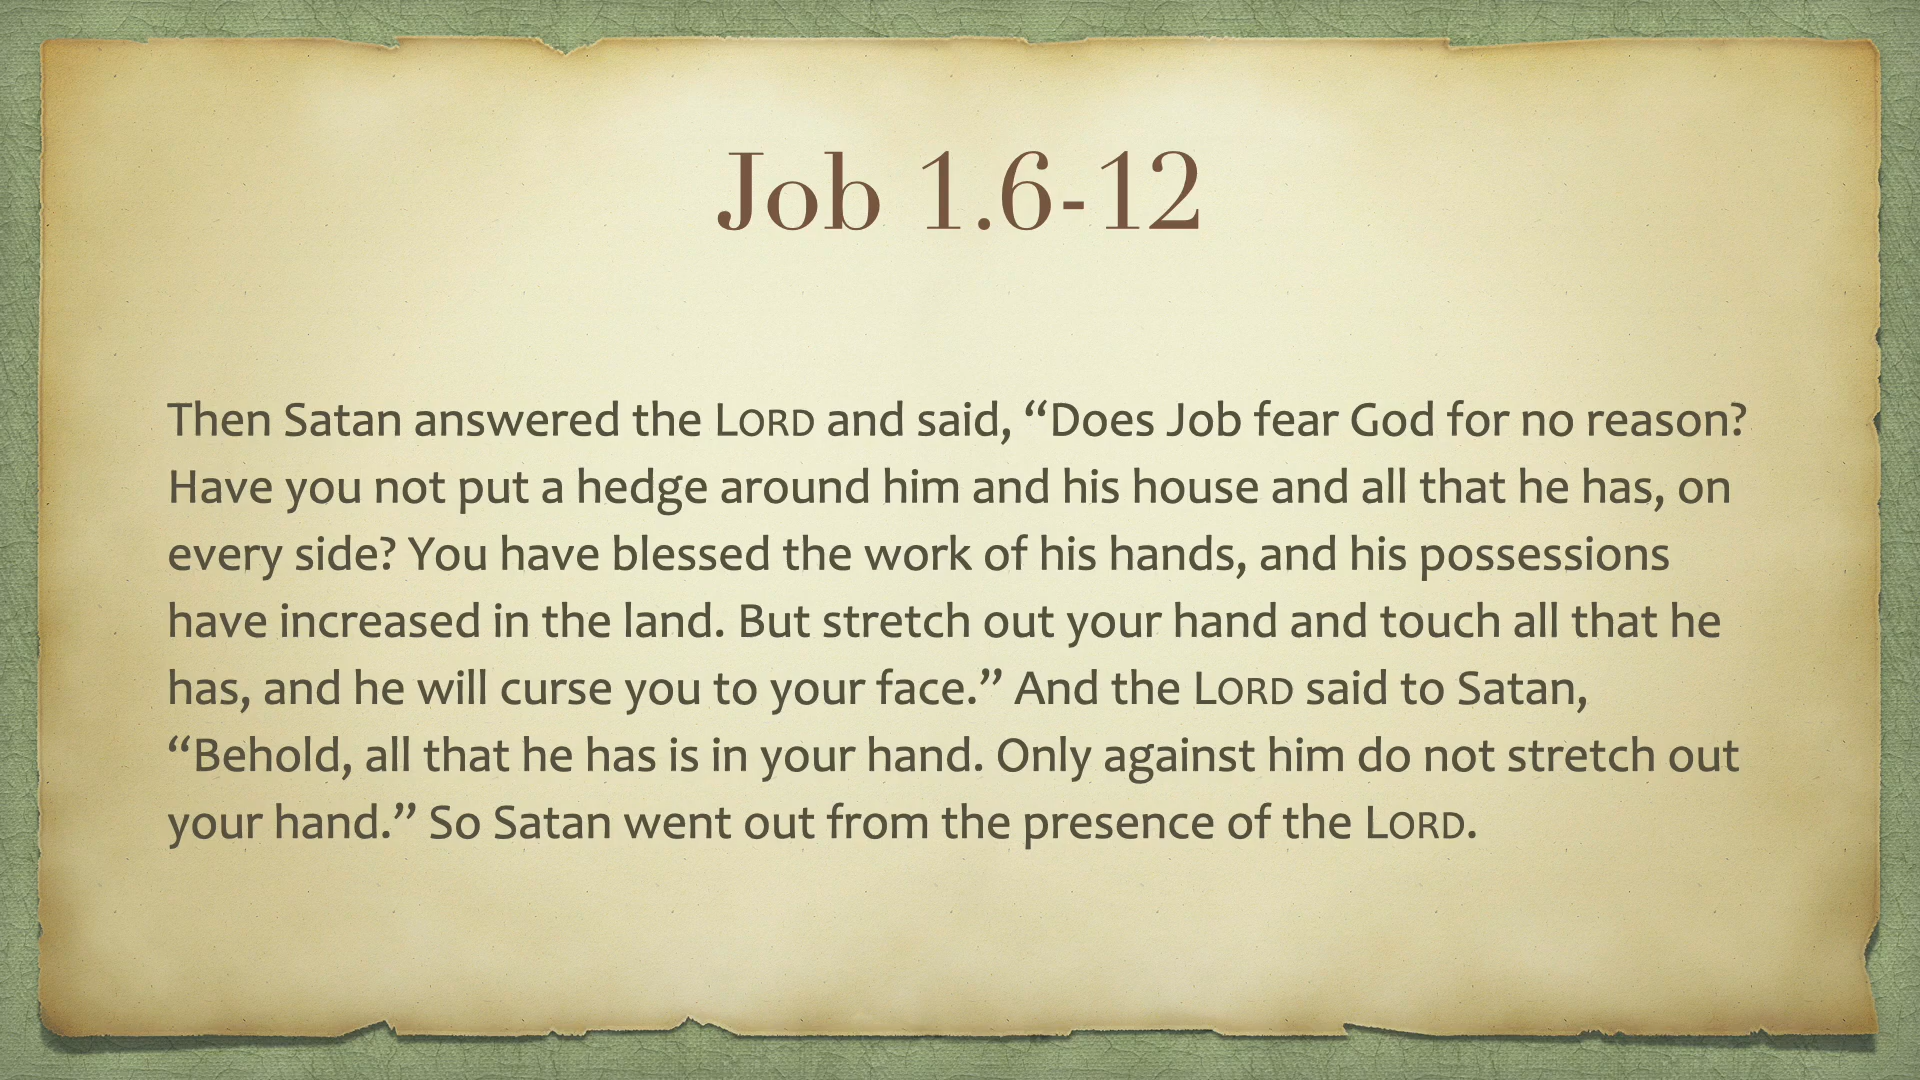 Job 1.6-12
Then Satan answered the LORD and said, “Does Job fear God for no reason?
Have you not put a hedge around him and his house and all that he has, on
every side? You have blessed the work of his hands, and his possessions
have increased in the land. But stretch out your hand and touch all that he
has, and he will curse you to your face.” And the LORD said to Satan,
“Behold, all that he has is in your hand. Only against him do not stretch out
your hand.” So Satan went out from the presence of the LORD.